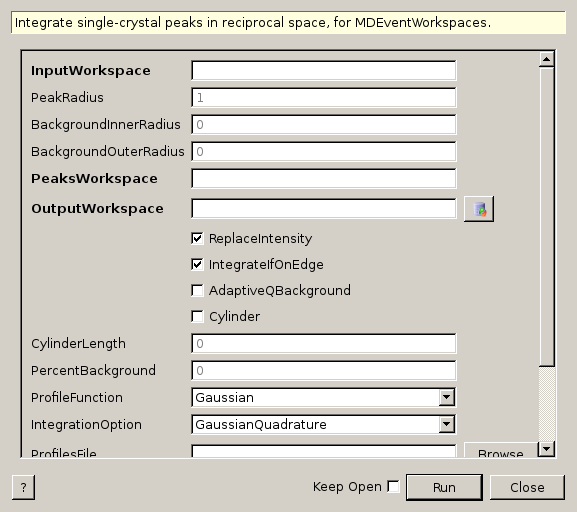 Integrate single-crystal peaks in reciprocal space, for MDEventWorkspaces.
InputWorkspace
PeakRadius 1
BackgroundInnerRadius 0
BackgroundOuterRadius 0
PeaksWorkspace
OutputWorkspace
ReplaceIntensity
IntegrateIfOnEdge
AdaptiveQBackground
Cylinder
CylinderLength 0
PercentBackground 0
ProfileFunction Gaussian
IntegrationOption GaussianQuadrature
ProfilesFile Browse
? Keep Open Run Close